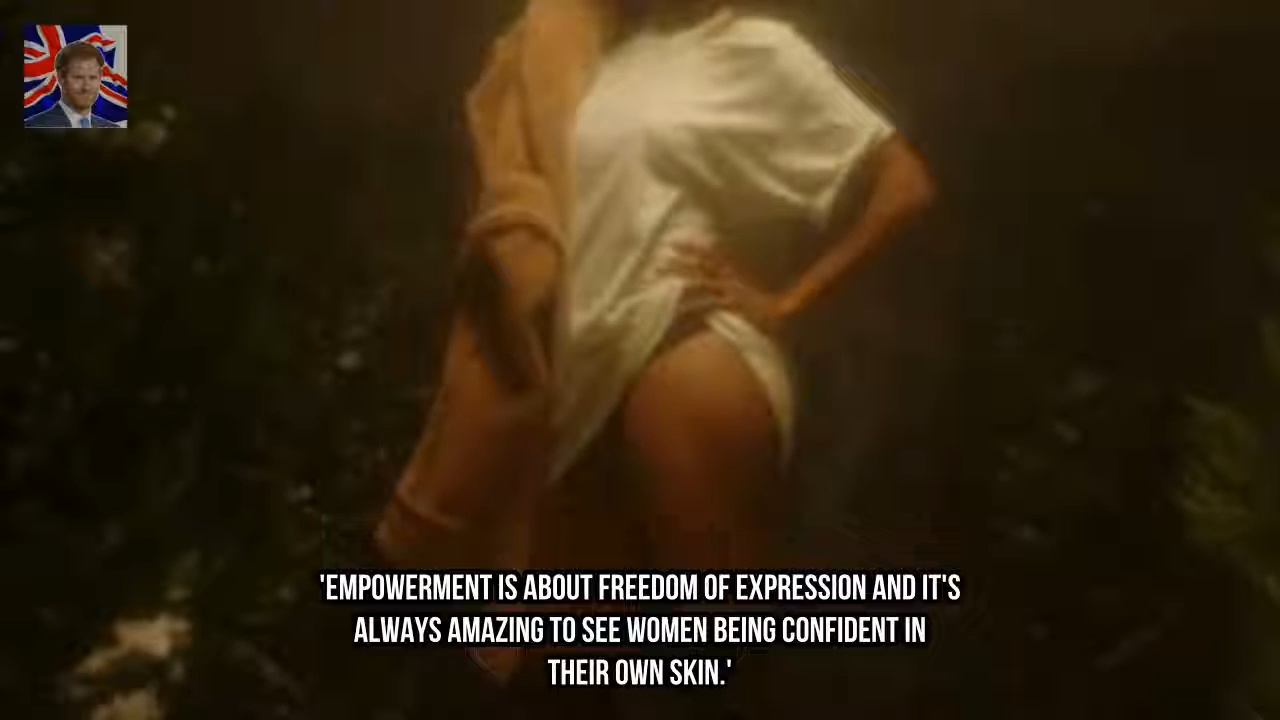 'EMPOWERMENT IS ABOUT FREEDOM OF EXPRESSION AND IT'S
ALWAYS AMAZING TO SEE WOMEN BEING CONFIDENT IN
THEIR OWN SKIN.'